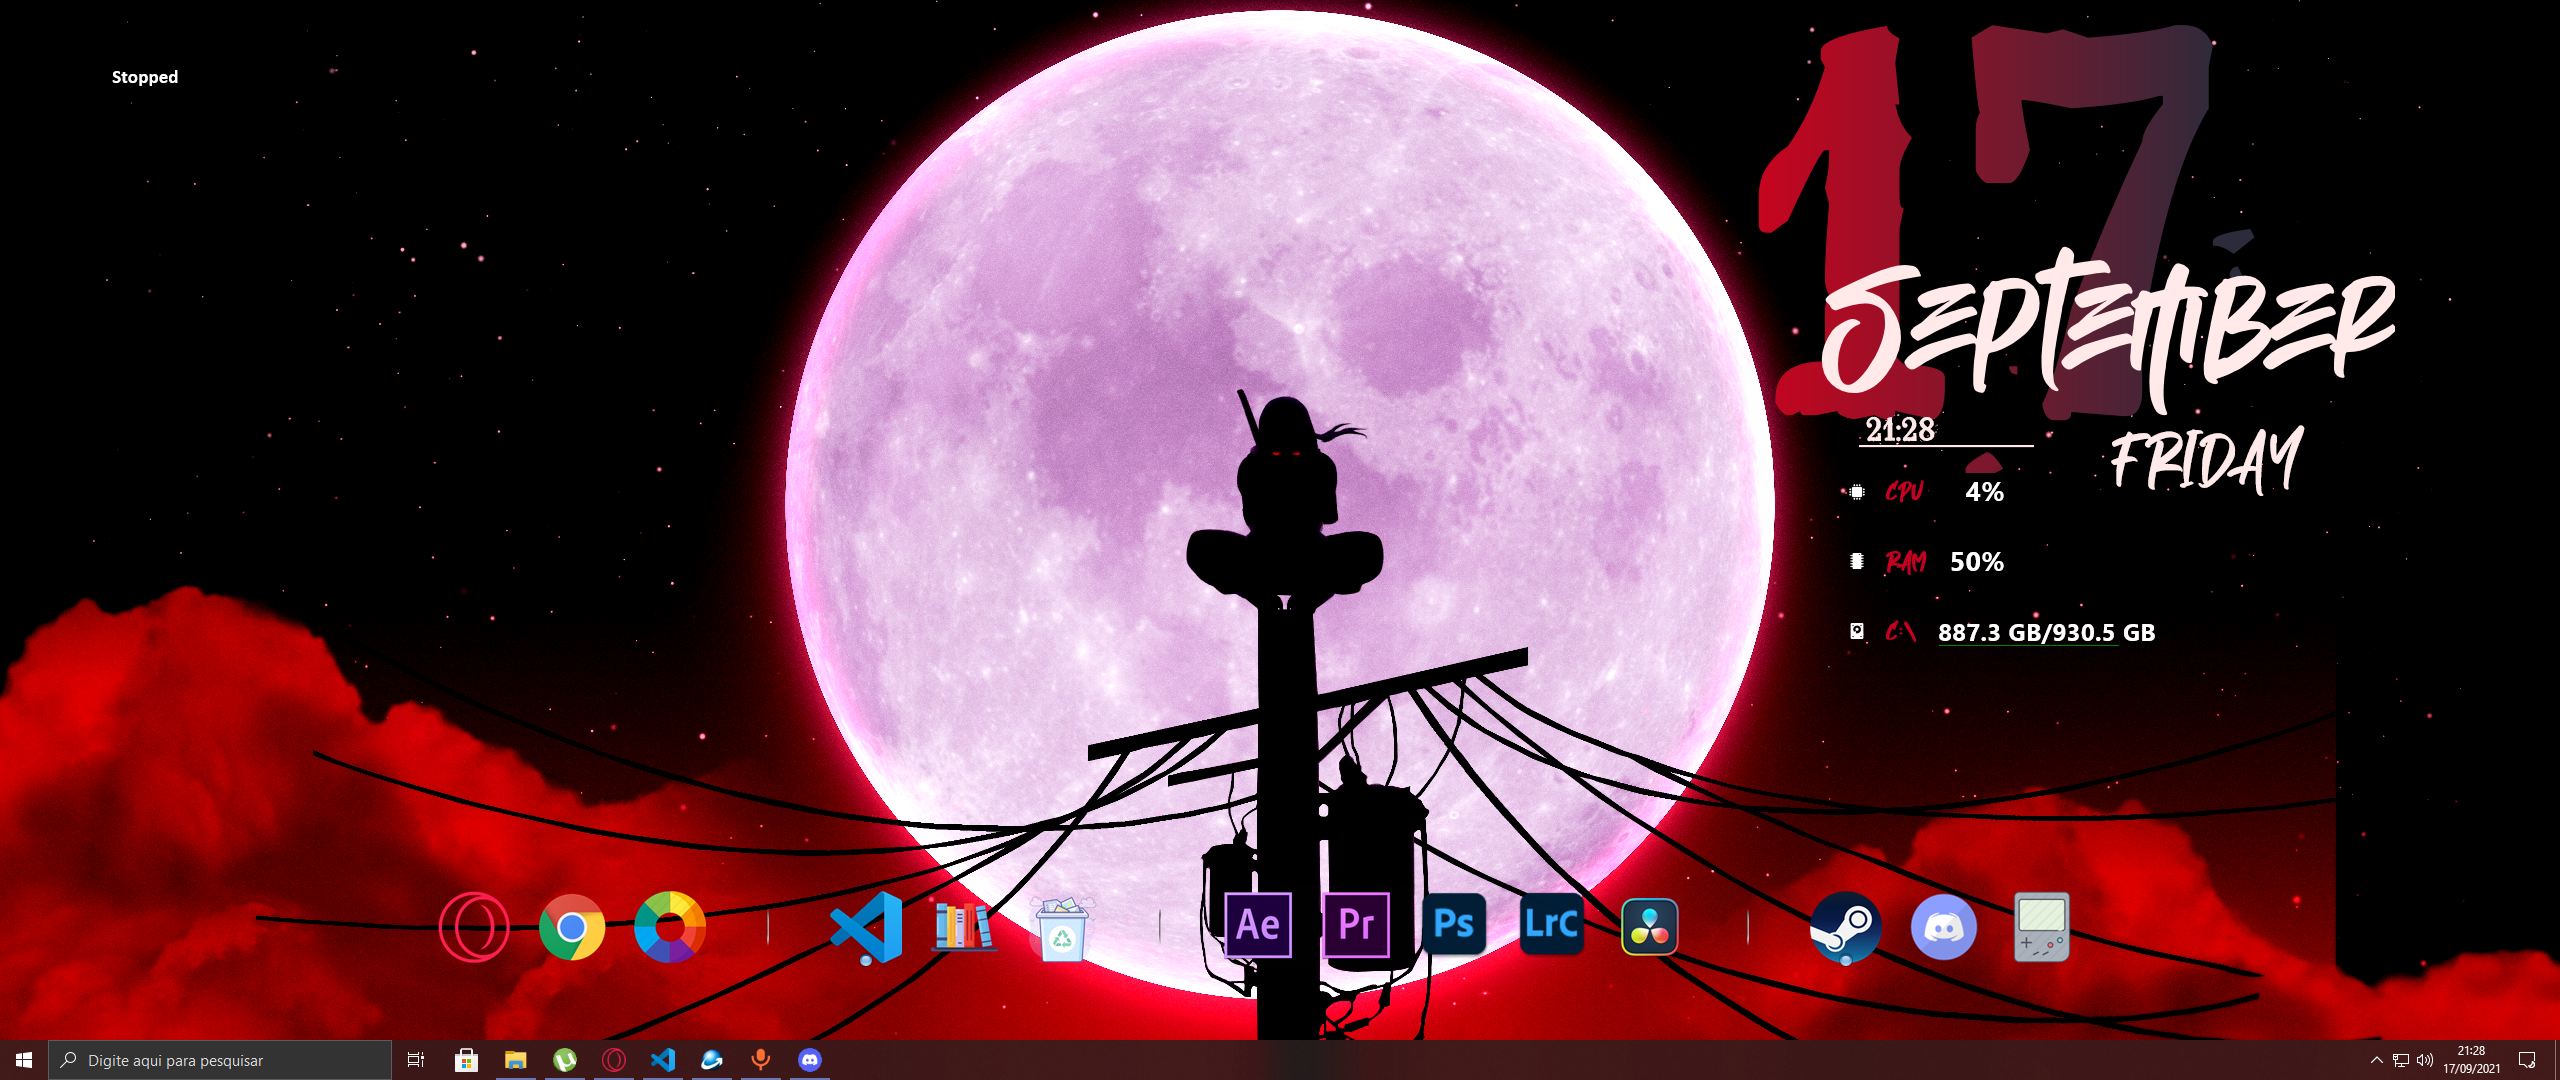 Stopped
17
SEPTEMBER
FRIDAY
21:28
CPU 4%
RAM 50%
C:\ 887.3 GB/930.5 GB
Ae Pr Ps LrC
Digite aqui para pesquisar
21:28
17/09/2021